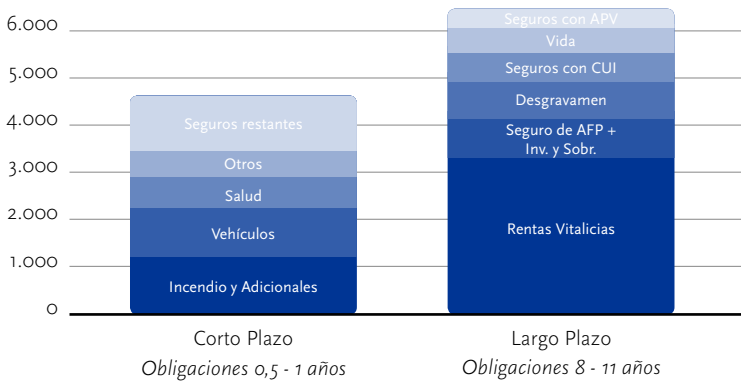 6.000
5.000
4.000
3.000
2.000
1.000
0
Seguros restantes
Otros
Salud
Vehículos
Incendio y Adicionales
Seguros con APV
Vida
Seguros con CUI
Desgravamen
Seguro de AFP +
Inv. y Sobr.
Rentas Vitalicias
Corto Plazo
Obligaciones 0,5 - 1 años
Largo Plazo
Obligaciones 8 - 11 años